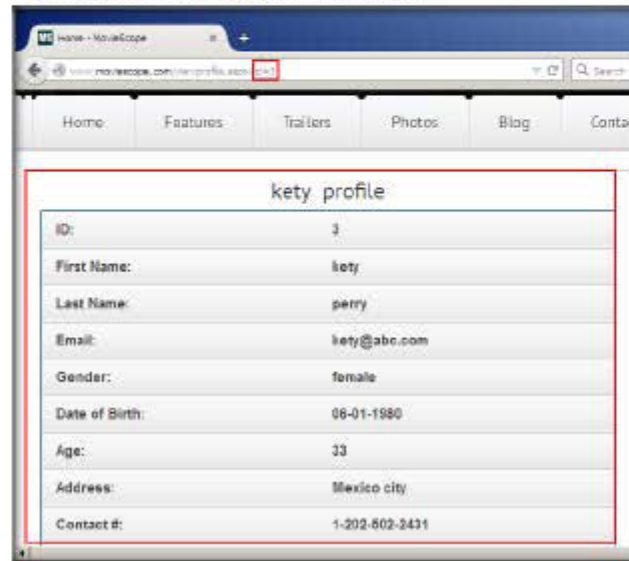 Home - MovieScope
www.moviescope.com/viewprofile.aspx?id=3
Search
Home Features Trailers Photos Blog Conta
kety profile
ID: 3
First Name: kety
Last Name: perry
Email: kety@abc.com
Gender: female
Date of Birth: 06-01-1980
Age: 33
Address: Mexico city
Contact #: 1-202-502-2431